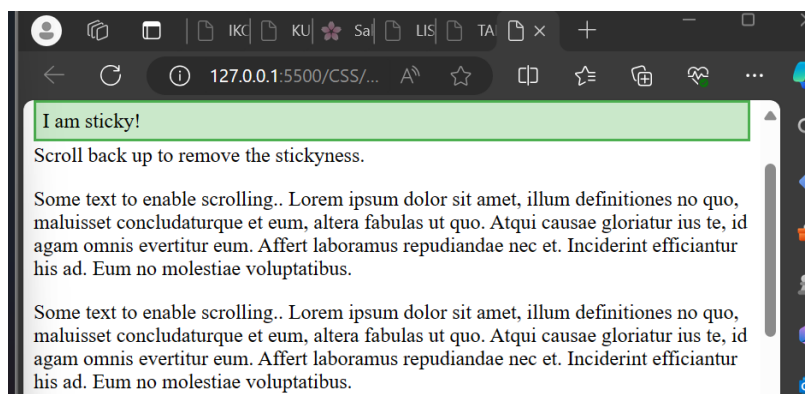 IKC KU Sal LIS TAI
127.0.0.1:5500/CSS/...
I am sticky!
Scroll back up to remove the stickyness.
Some text to enable scrolling.. Lorem ipsum dolor sit amet, illum definitiones no quo,
maluisset concludaturque et eum, altera fabulas ut quo. Atqui causae gloriatur ius te, id
agam omnis evertitur eum. Affert laboramus repudiandae nec et. Inciderint efficiantur
his ad. Eum no molestiae voluptatibus.
Some text to enable scrolling.. Lorem ipsum dolor sit amet, illum definitiones no quo,
maluisset concludaturque et eum, altera fabulas ut quo. Atqui causae gloriatur ius te, id
agam omnis evertitur eum. Affert laboramus repudiandae nec et. Inciderint efficiantur
his ad. Eum no molestiae voluptatibus.